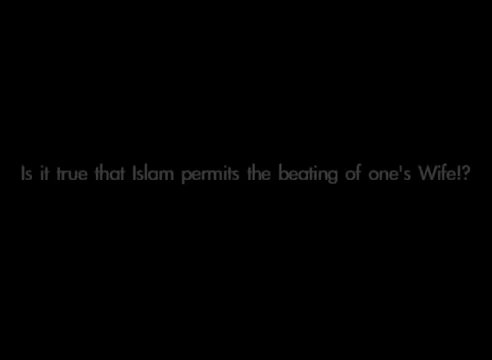 Is it true that Islam permits the beating of one's Wife!?